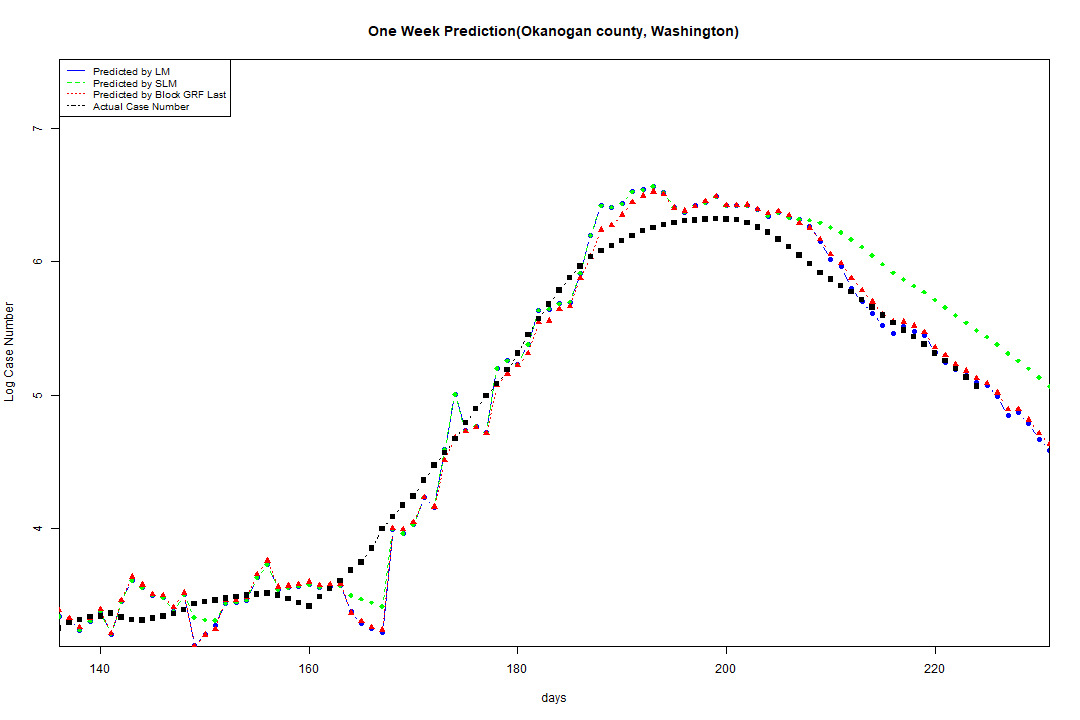 One Week Prediction(Okanogan county, Washington)
Predicted by LM
Predicted by SLM
Predicted by Block GRF Last
Actual Case Number
7
6
5
4
Log Case Number
140 160 180 200 220
days